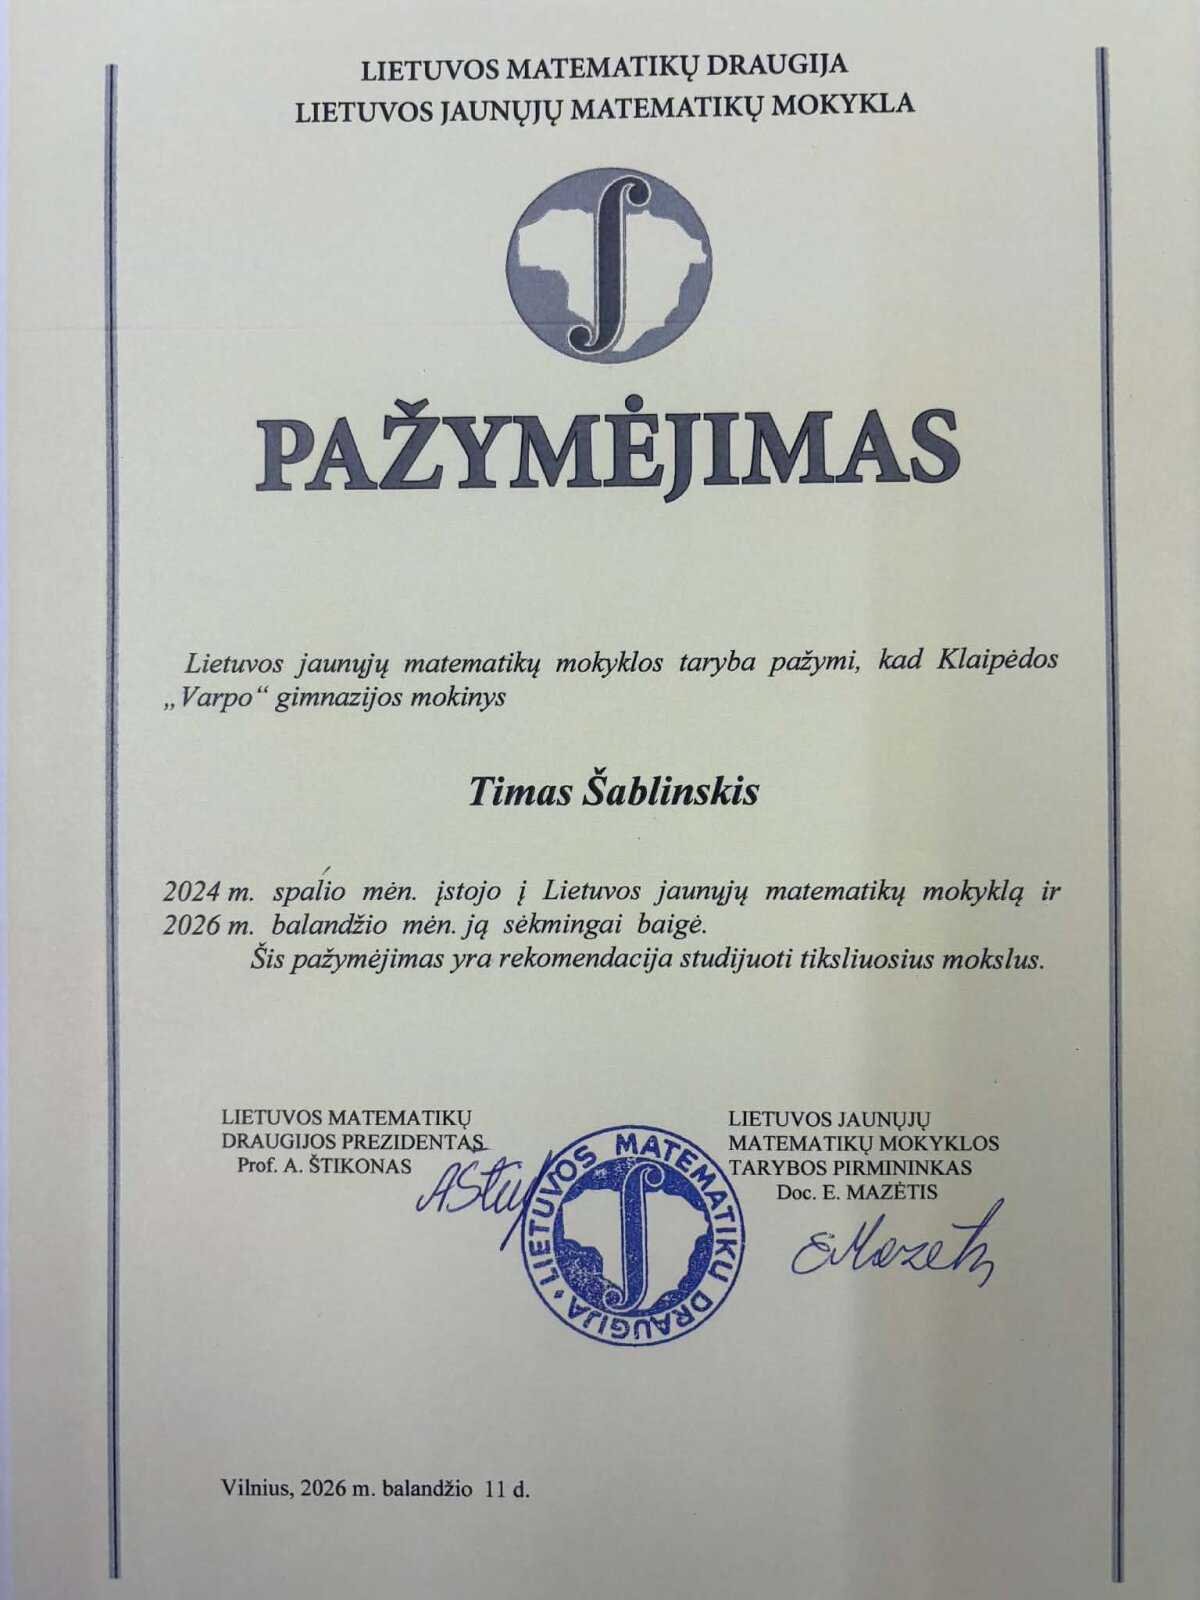 LIETUVOS MATEMATIKŲ DRAUGIJA
LIETUVOS JAUNŲJŲ MATEMATIKŲ MOKYKLA
PAŽYMĖJIMAS
Lietuvos jaunųjų matematikų mokyklos taryba pažymi, kad Klaipėdos
„Varpo“ gimnazijos mokinys
Timas Šablinskis
2024 m. spalio mėn. įstojo į Lietuvos jaunųjų matematikų mokyklą ir
2026 m. balandžio mėn. ją sėkmingai baigė.
Šis pažymėjimas yra rekomendacija studijuoti tiksliuosius mokslus.
LIETUVOS MATEMATIKŲ
DRAUGIJOS PREZIDENTAS
Prof. A. ŠTIKONAS
LIETUVOS JAUNŲJŲ
MATEMATIKŲ MOKYKLOS
TARYBOS PIRMININKAS
Doc. E. MAZĖTIS
LIETUVOS MATEMATIKŲ DRAUGIJA
Vilnius, 2026 m. balandžio 11 d.